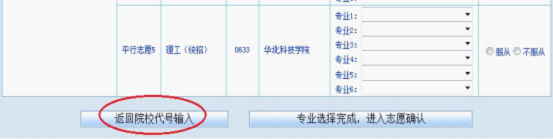 专业1:
专业2:
平行志愿5 理工（统招） 0633 华北科技学院 专业3: 服从 不服从
专业4:
专业5:
专业6:
返回院校代号输入 专业选择完成，进入志愿确认